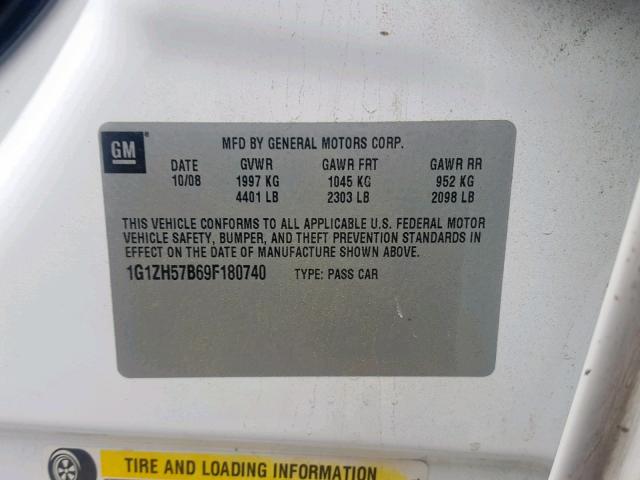 GM
MFD BY GENERAL MOTORS CORP.
DATE GVWR GAWR FRT GAWR RR
10/08 1997 KG 1045 KG 952 KG
4401 LB 2303 LB 2098 LB
THIS VEHICLE CONFORMS TO ALL APPLICABLE U.S. FEDERAL MOTOR
VEHICLE SAFETY, BUMPER, AND THEFT PREVENTION STANDARDS IN
EFFECT ON THE DATE OF MANUFACTURE SHOWN ABOVE.
1G1ZH57B69F180740 TYPE: PASS CAR
TIRE AND LOADING INFORMATION